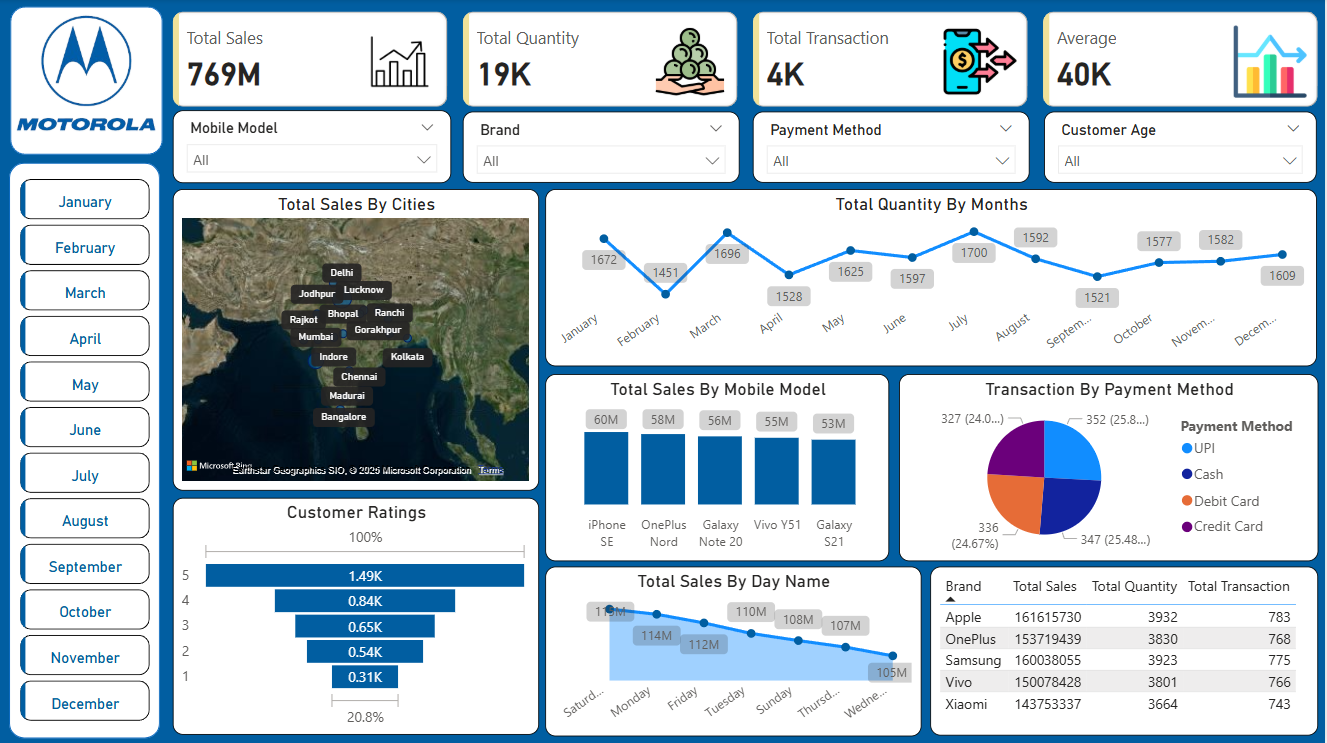 MOTOROLA
Total Sales
769M
Total Quantity
19K
Total Transaction
4K
Average
40K
Mobile Model
All
Brand
All
Payment Method
All
Customer Age
All
January
February
March
April
May
June
July
August
September
October
November
December
Total Sales By Cities
Delhi
Jodhpur
Lucknow
Rajkot
Bhopal
Ranchi
Mumbai
Gorakhpur
Indore
Kolkata
Chennai
Madurai
Bangalore
Microsoft Bing
Earthstar Geographics SIO, © 2025 Microsoft Corporation Terms
Total Quantity By Months
1672
1451
1696
1528
1625
1597
1700
1592
1521
1577
1582
1609
January
February
March
April
May
June
July
August
Septem...
October
Novem...
Decem...
Customer Ratings
100%
5 1.49K
4 0.84K
3 0.65K
2 0.54K
1 0.31K
20.8%
Total Sales By Mobile Model
60M 58M 56M 55M 53M
iPhone SE
OnePlus Nord
Galaxy Note 20
Vivo Y51
Galaxy S21
Transaction By Payment Method
327 (24.0...)
352 (25.8...)
336 (24.67%)
347 (25.48...)
Payment Method
UPI
Cash
Debit Card
Credit Card
Total Sales By Day Name
114M
112M
110M
108M
107M
105M
Saturd...
Monday
Friday
Tuesday
Sunday
Thursd...
Wedne...
Brand Total Sales Total Quantity Total Transaction
Apple 161615730 3932 783
OnePlus 153719439 3830 768
Samsung 160038055 3923 775
Vivo 150078428 3801 766
Xiaomi 143753337 3664 743